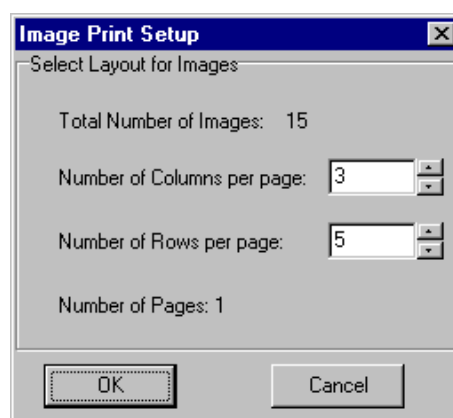 Image Print Setup
Select Layout for Images
Total Number of Images: 15
Number of Columns per page: 3
Number of Rows per page: 5
Number of Pages: 1
OK Cancel